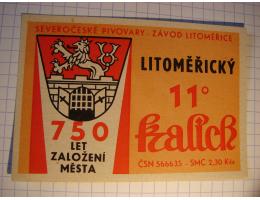 SEVEROČESKÉ PIVOVARY - ZÁVOD LITOMĚŘICE
LITOMĚŘICKÝ
11°
kalich
ČSN 566635 - SMC 2,30 Kčs
750
LET
ZALOŽENÍ
MĚSTA